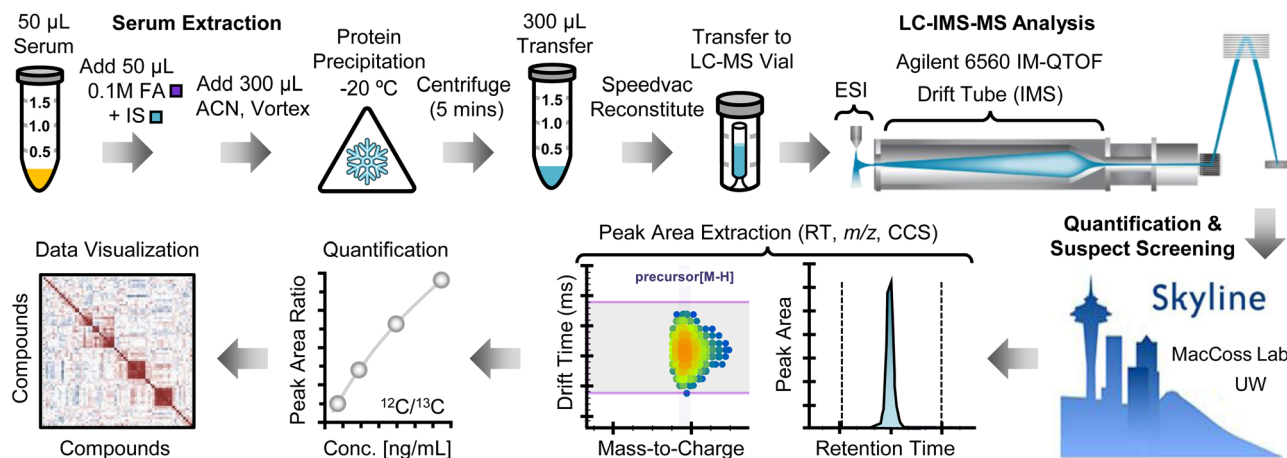 50 µL
Serum
Serum Extraction
Add 50 µL
0.1M FA
+ IS
Add 300 µL
ACN, Vortex
Protein
Precipitation
-20 ºC
Centrifuge
(5 mins)
300 µL
Transfer
Speedvac
Reconstitute
Transfer to
LC-MS Vial
LC-IMS-MS Analysis
Agilent 6560 IM-QTOF
ESI
Drift Tube (IMS)
1.5
1.0
0.5
1.5
1.0
0.5
Quantification &
Suspect Screening
Skyline
MacCoss Lab
UW
Peak Area Extraction (RT, m/z, CCS)
precursor[M-H]
Drift Time (ms)
Mass-to-Charge
Peak Area
Retention Time
Quantification
Peak Area Ratio
¹²C/¹³C
Conc. [ng/mL]
Data Visualization
Compounds
Compounds